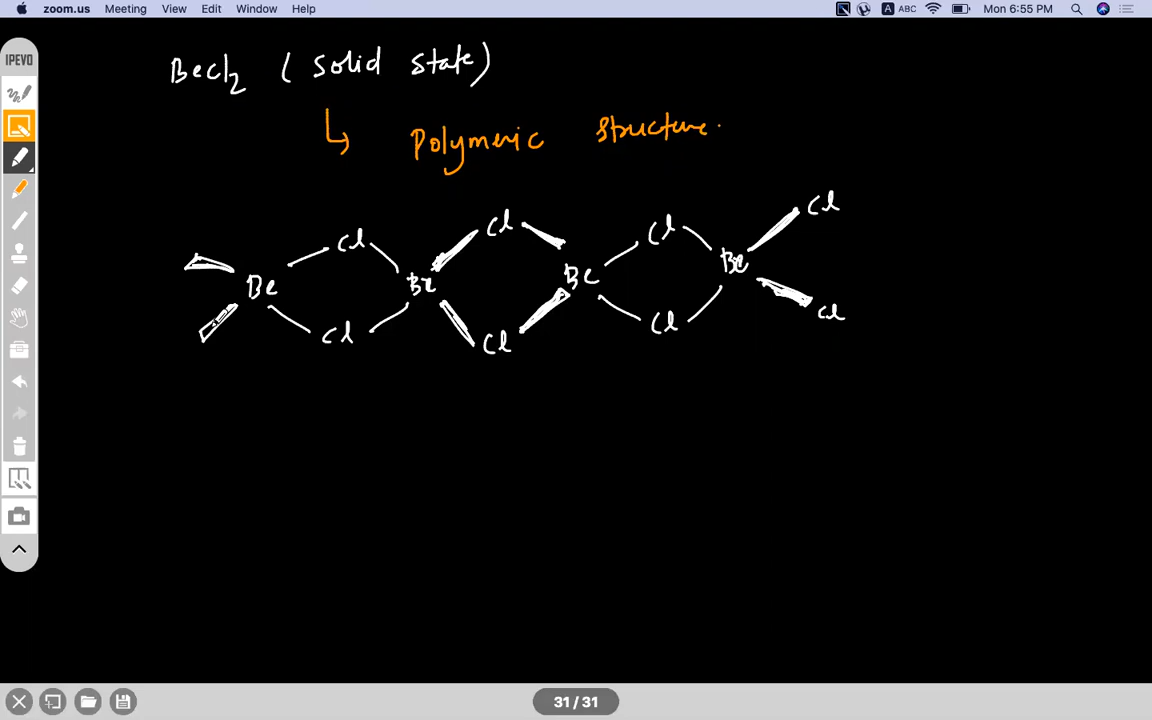 zoom.us Meeting View Edit Window Help A ABC Mon 6:55 PM
IPEVO
BeCl2 (Solid State)
Polymeric Structure.
Cl Cl Cl Cl
Be Be Be Be
Cl Cl Cl Cl
31 / 31